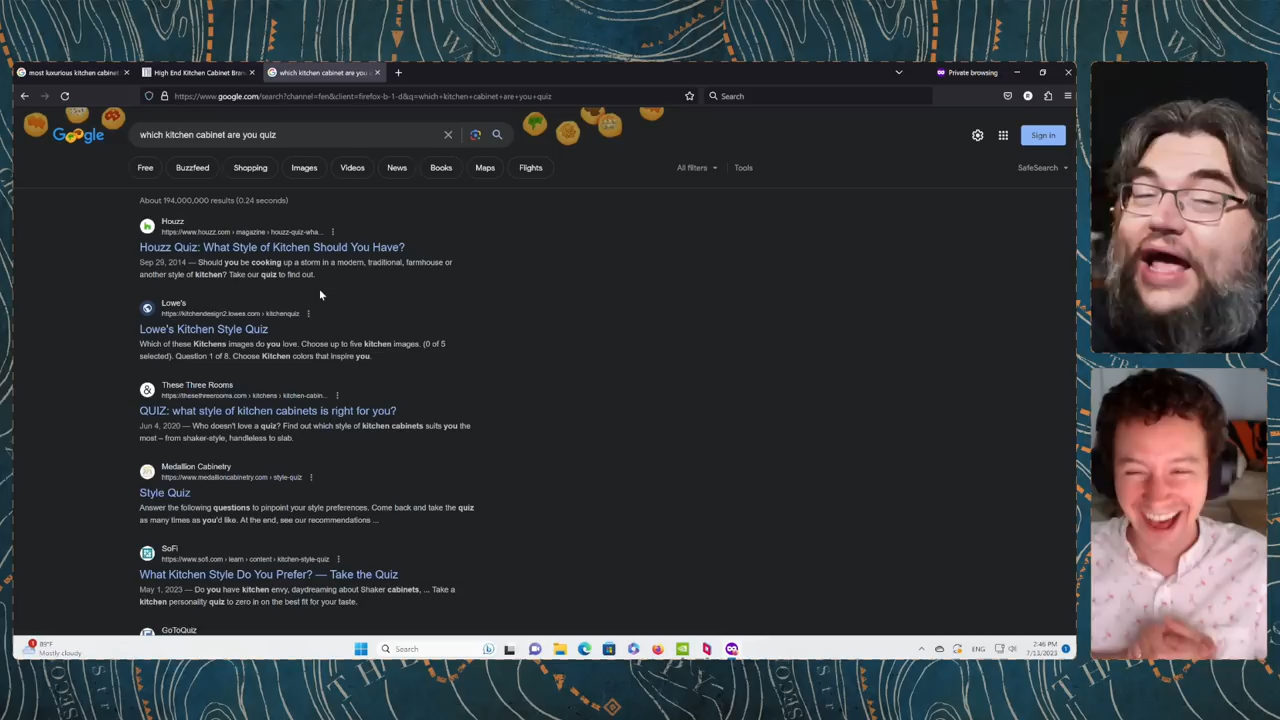 most luxurious kitchen cabinet
High End Kitchen Cabinet Bran
which kitchen cabinet are you
Private browsing
https://www.google.com/search?channel=fen&client=firefox-b-1-d&q=which+kitchen+cabinet+are+you+quiz
Search
Google
which kitchen cabinet are you quiz
Sign in
Free
Buzzfeed
Shopping
Images
Videos
News
Books
Maps
Flights
All filters
Tools
SafeSearch
About 194,000,000 results (0.24 seconds)
Houzz
https://www.houzz.com › magazine › houzz-quiz-wha...
Houzz Quiz: What Style of Kitchen Should You Have?
Sep 29, 2014 — Should you be cooking up a storm in a modern, traditional, farmhouse or
another style of kitchen? Take our quiz to find out.
Lowe's
https://kitchendesign2.lowes.com › kitchenquiz
Lowe's Kitchen Style Quiz
Which of these Kitchens images do you love. Choose up to five kitchen images. (0 of 5
selected). Question 1 of 8. Choose Kitchen colors that inspire you.
These Three Rooms
https://thesethreerooms.com › kitchens › kitchen-cabin...
QUIZ: what style of kitchen cabinets is right for you?
Jun 4, 2020 — Who doesn't love a quiz? Find out which style of kitchen cabinets suits you the
most – from shaker-style, handleless to slab.
Medallion Cabinetry
https://www.medallioncabinetry.com › style-quiz
Style Quiz
Answer the following questions to pinpoint your style preferences. Come back and take the quiz
as many times as you'd like. At the end, see our recommendations ...
SoFi
https://www.sofi.com › learn › content › kitchen-style-quiz
What Kitchen Style Do You Prefer? — Take the Quiz
May 1, 2023 — Do you have kitchen envy, daydreaming about Shaker cabinets, ... Take a
kitchen personality quiz to zero in on the best fit for your taste.
GoToQuiz
89°F
Mostly cloudy
Search
ENG
2:46 PM
7/13/2023